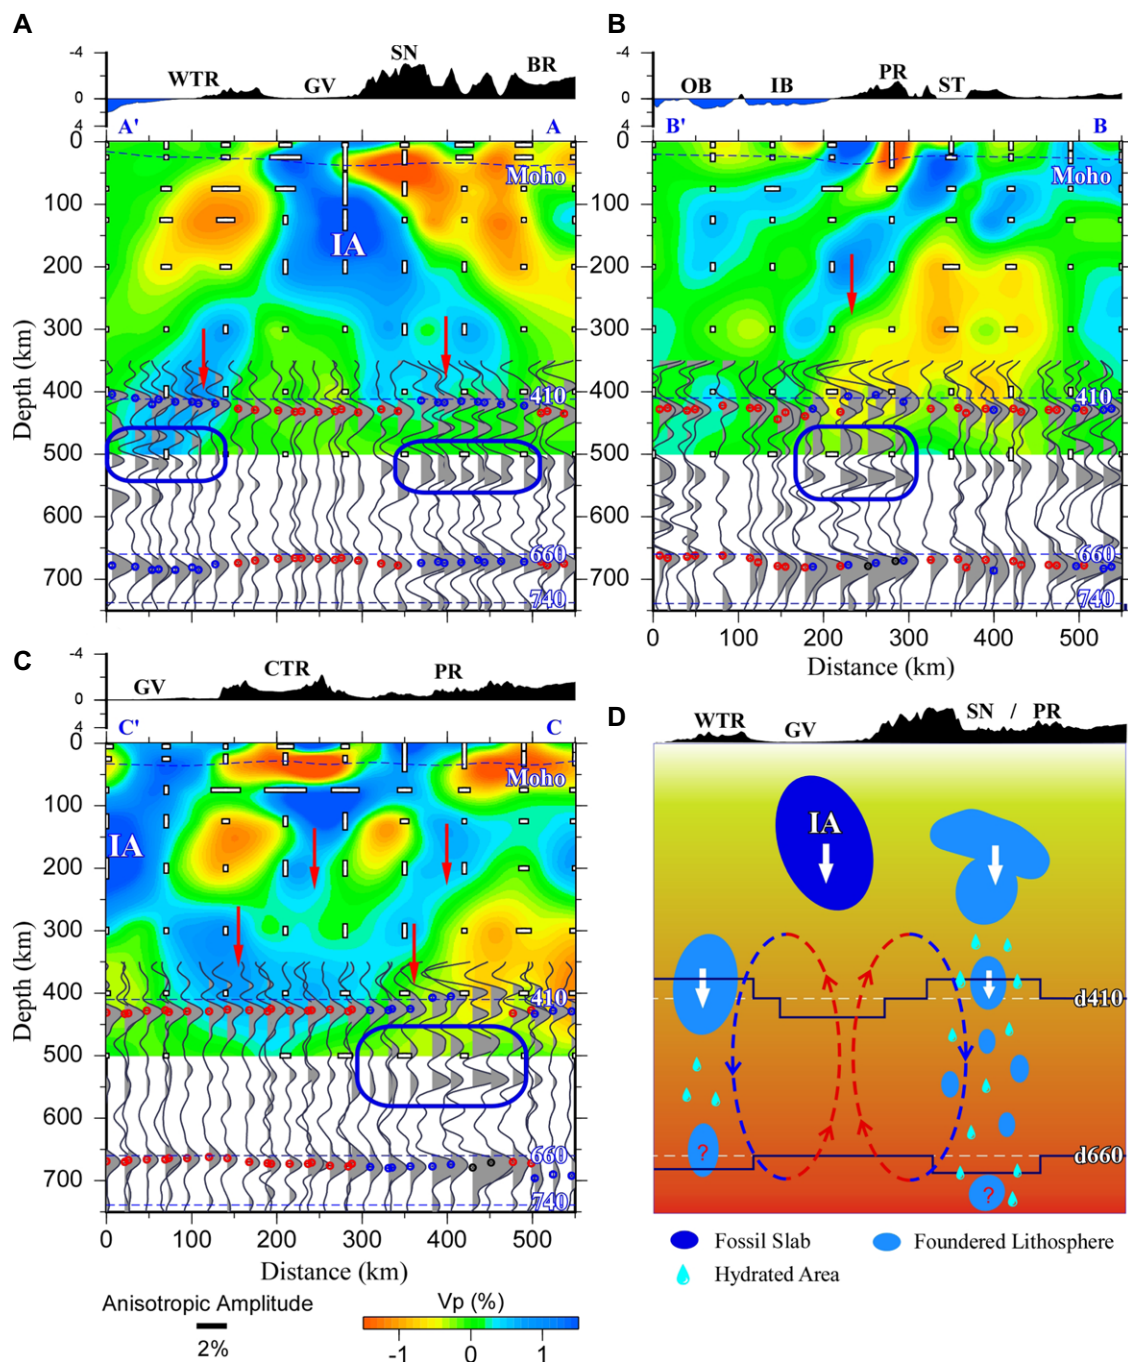 A
-4
0
4
WTR
GV
SN
BR
A'
A
Moho
IA
410
660
740
0
100
200
300
400
500
600
700
Depth (km)
B
-4
0
4
OB
IB
PR
ST
B'
B
Moho
410
660
740
0
100
200
300
400
500
600
700
0
100
200
300
400
500
Distance (km)
C
-4
0
4
GV
CTR
PR
C'
C
Moho
IA
410
660
740
0
100
200
300
400
500
600
700
Depth (km)
0
100
200
300
400
500
Distance (km)
Anisotropic Amplitude
2%
Vp (%)
-1
0
1
D
WTR
GV
SN / PR
IA
d410
d660
?
?
Fossil Slab
Foundered Lithosphere
Hydrated Area